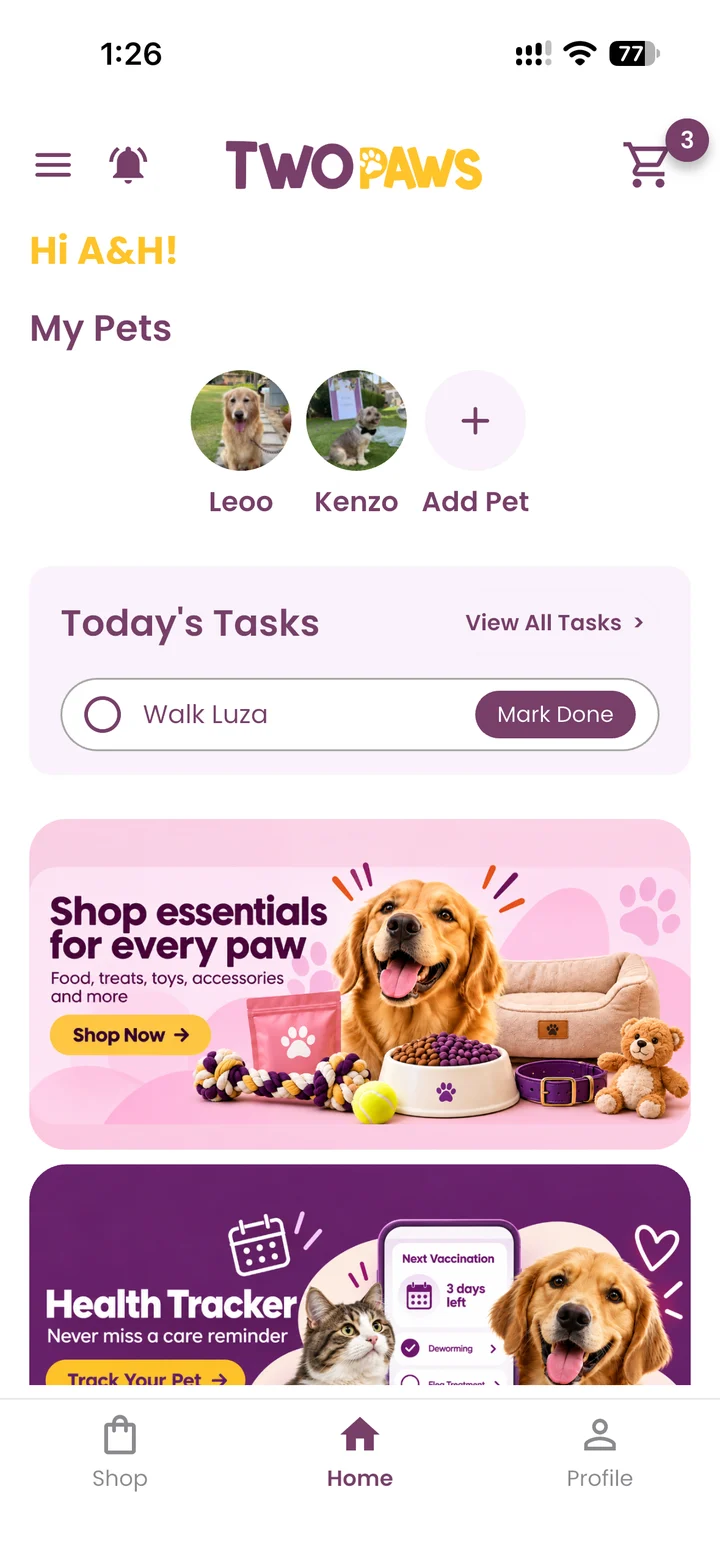 1:26
77
3
TWOPAWS
Hi A&H!
My Pets
Leoo
Kenzo
Add Pet
Today's Tasks
View All Tasks >
Walk Luza
Mark Done
Shop essentials
for every paw
Food, treats, toys, accessories
and more
Shop Now →
Next Vaccination
3 days
left
Health Tracker
Never miss a care reminder
Deworming
Track Your Pet →
Shop
Home
Profile